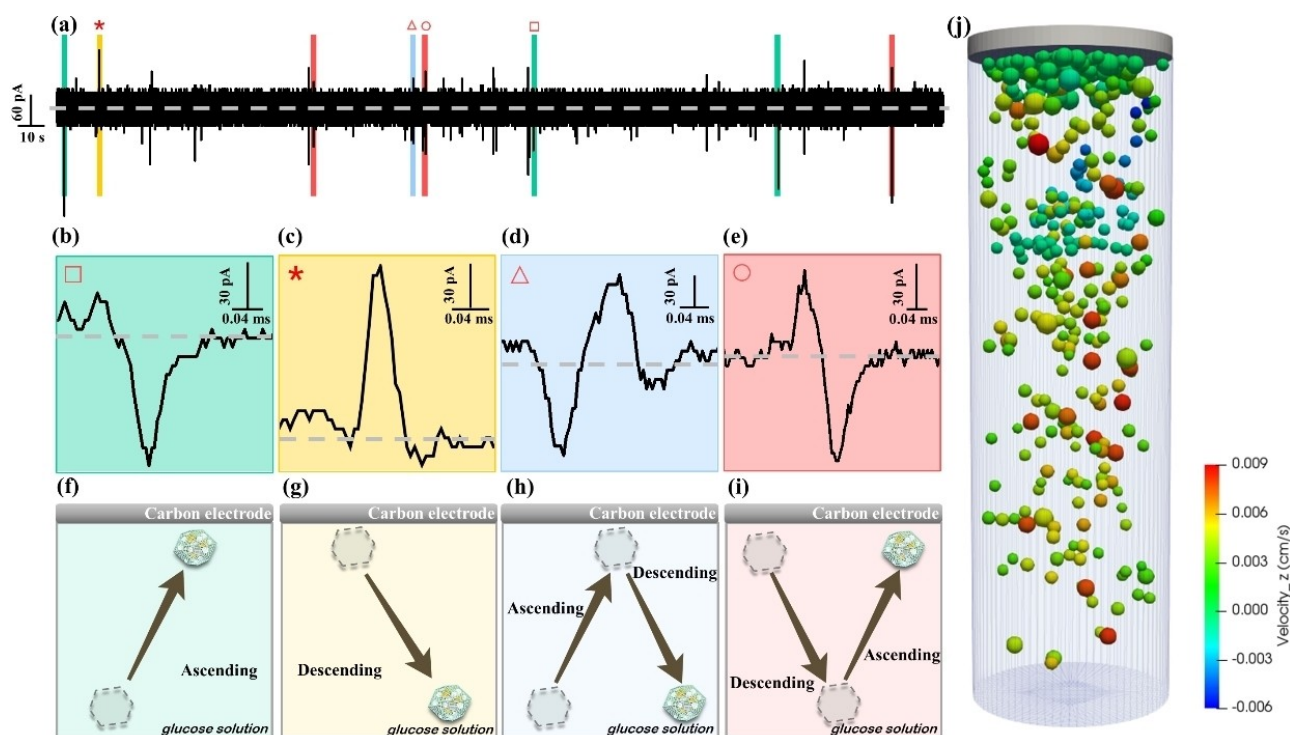 (a)
*
△
○
□
60 pA
10 s
(b)
(c)
(d)
(e)
□
30 pA
0.04 ms
*
30 pA
0.04 ms
△
30 pA
0.04 ms
○
30 pA
0.04 ms
(f)
(g)
(h)
(i)
Carbon electrode
Ascending
glucose solution
Carbon electrode
Descending
glucose solution
Carbon electrode
Ascending
Descending
glucose solution
Carbon electrode
Descending
Ascending
glucose solution
(j)
0.009
0.006
0.003
0.000
-0.003
-0.006
Velocity_z (cm/s)